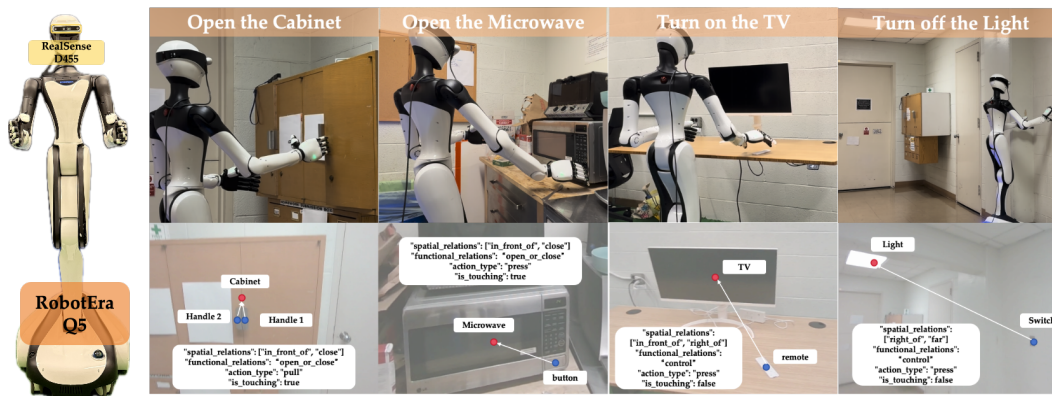 RealSense
D455
RobotEra
Q5
Open the Cabinet
Open the Microwave
Turn on the TV
Turn off the Light
Cabinet
Handle 2
Handle 1
"spatial_relations": ["in_front_of", "close"]
"functional_relations": "open_or_close"
"action_type": "pull"
"is_touching": true
"spatial_relations": ["in_front_of", "close"]
"functional_relations": "open_or_close"
"action_type": "press"
"is_touching": true
Microwave
button
TV
"spatial_relations":
["in_front_of", "right_of"]
"functional_relations":
"control"
"action_type": "press"
"is_touching": false
remote
Light
Switch
"spatial_relations":
["right_of", "far"]
"functional_relations":
"control"
"action_type": "press"
"is_touching": false